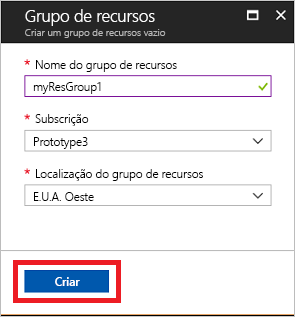 Grupo de recursos
Criar um grupo de recursos vazio
* Nome do grupo de recursos
myResGroup1
* Subscrição
Prototype3
* Localização do grupo de recursos
E.U.A. Oeste
Criar